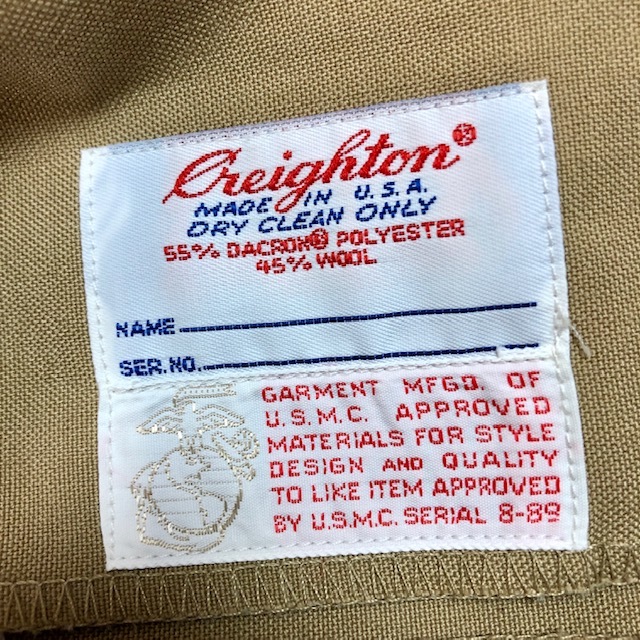 Creighton®
MADE IN U.S.A.
DRY CLEAN ONLY
55% DACRON® POLYESTER
45% WOOL
NAME
SER.NO.
GARMENT MFGD. OF
U.S.M.C. APPROVED
MATERIALS FOR STYLE
DESIGN AND QUALITY
TO LIKE ITEM APPROVED
BY U.S.M.C. SERIAL 8-89